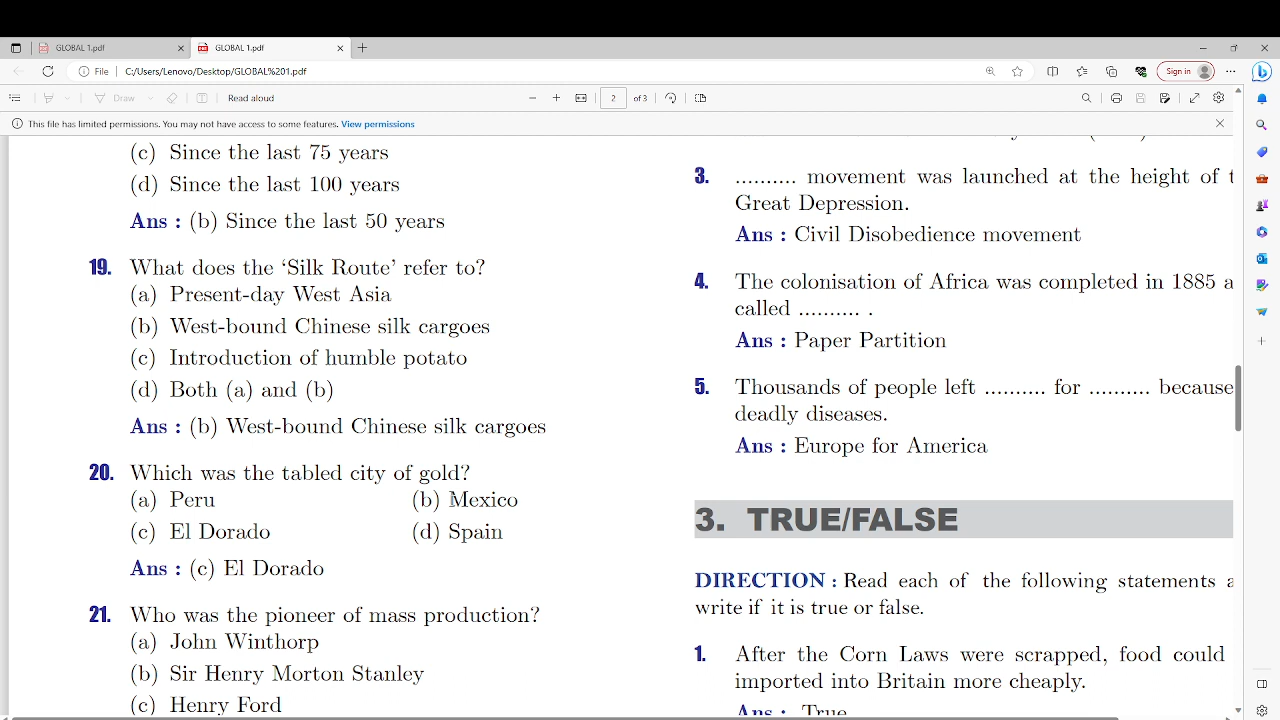 GLOBAL 1.pdf
GLOBAL 1.pdf
File
C:/Users/Lenovo/Desktop/GLOBAL%201.pdf
Sign in
Draw
Read aloud
2
of 3
This file has limited permissions. You may not have access to some features. View permissions
(c) Since the last 75 years
(d) Since the last 100 years
Ans : (b) Since the last 50 years
19. What does the ‘Silk Route’ refer to?
(a) Present-day West Asia
(b) West-bound Chinese silk cargoes
(c) Introduction of humble potato
(d) Both (a) and (b)
Ans : (b) West-bound Chinese silk cargoes
20. Which was the tabled city of gold?
(a) Peru (b) Mexico
(c) El Dorado (d) Spain
Ans : (c) El Dorado
21. Who was the pioneer of mass production?
(a) John Winthorp
(b) Sir Henry Morton Stanley
(c) Henry Ford
3. .......... movement was launched at the height of t
Great Depression.
Ans : Civil Disobedience movement
4. The colonisation of Africa was completed in 1885 a
called .......... .
Ans : Paper Partition
5. Thousands of people left .......... for .......... because
deadly diseases.
Ans : Europe for America
3. TRUE/FALSE
DIRECTION : Read each of the following statements a
write if it is true or false.
1. After the Corn Laws were scrapped, food could
imported into Britain more cheaply.
Ans : True